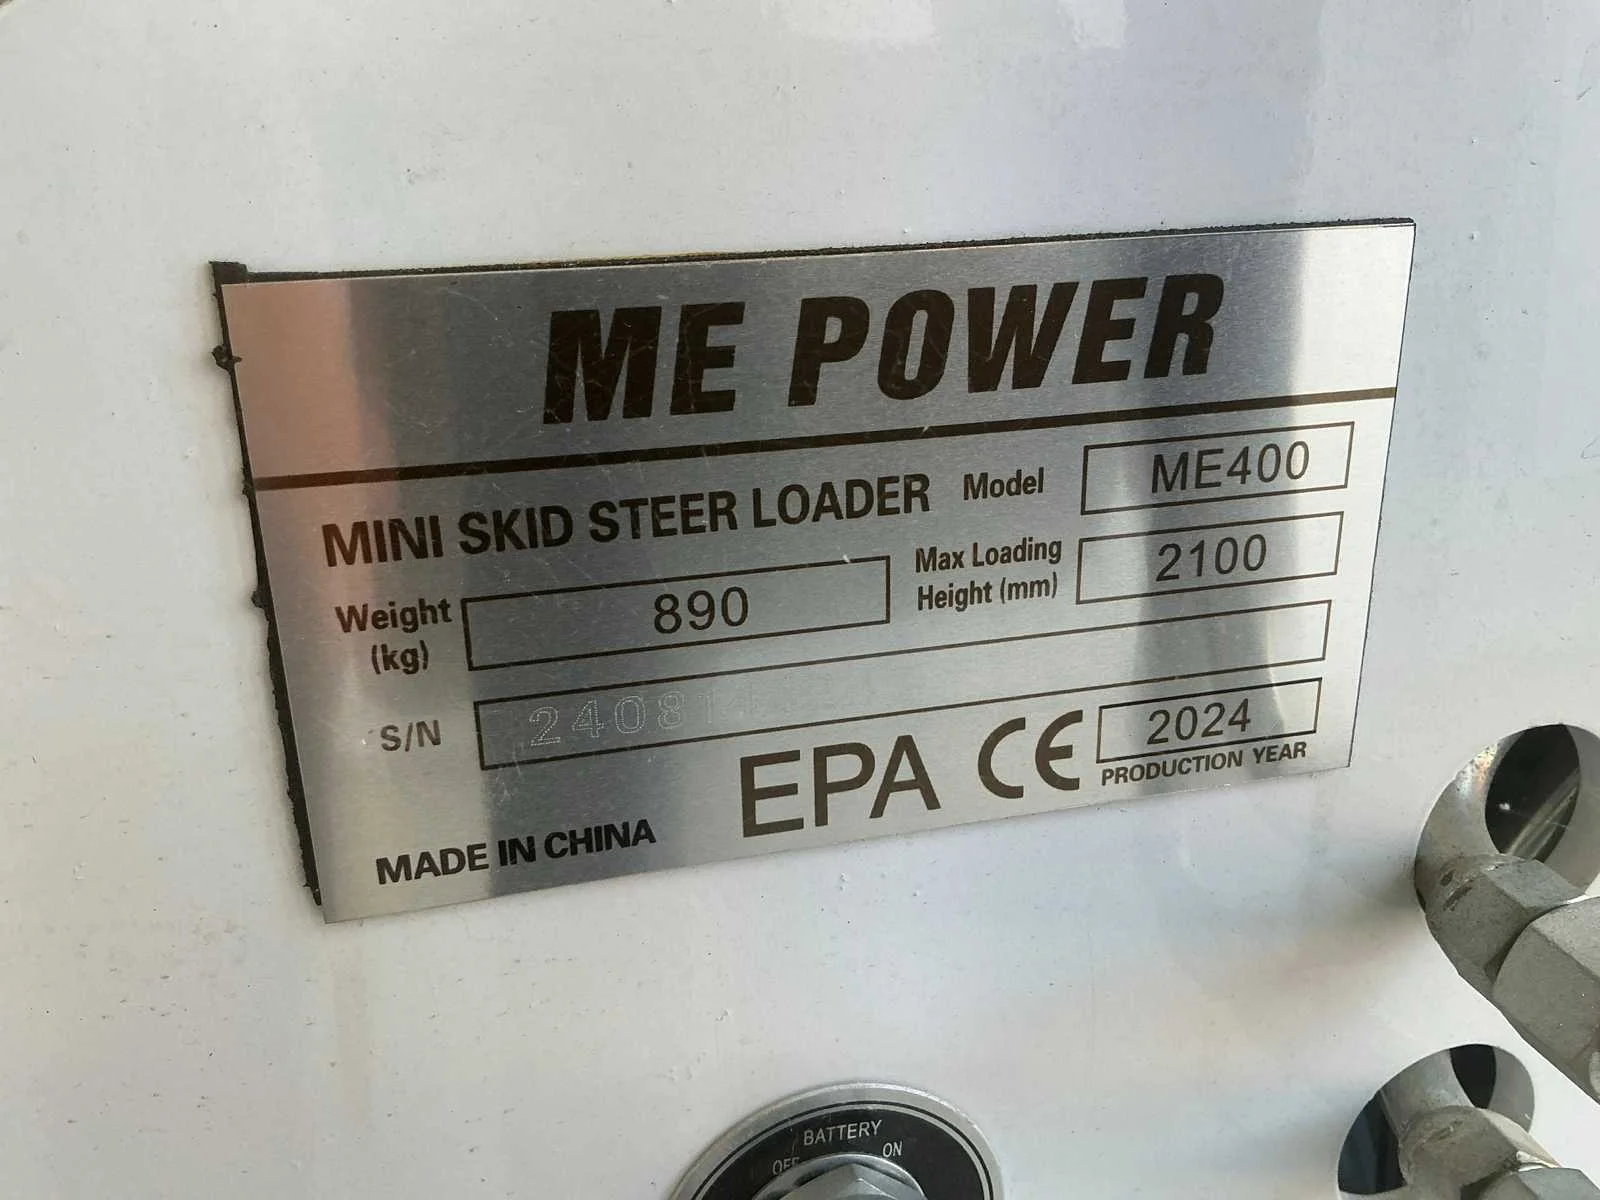 ME POWER
MINI SKID STEER LOADER Model ME400
Weight (kg) 890 Max Loading Height (mm) 2100
S/N
EPA CE 2024
PRODUCTION YEAR
MADE IN CHINA
BATTERY
OFF ON